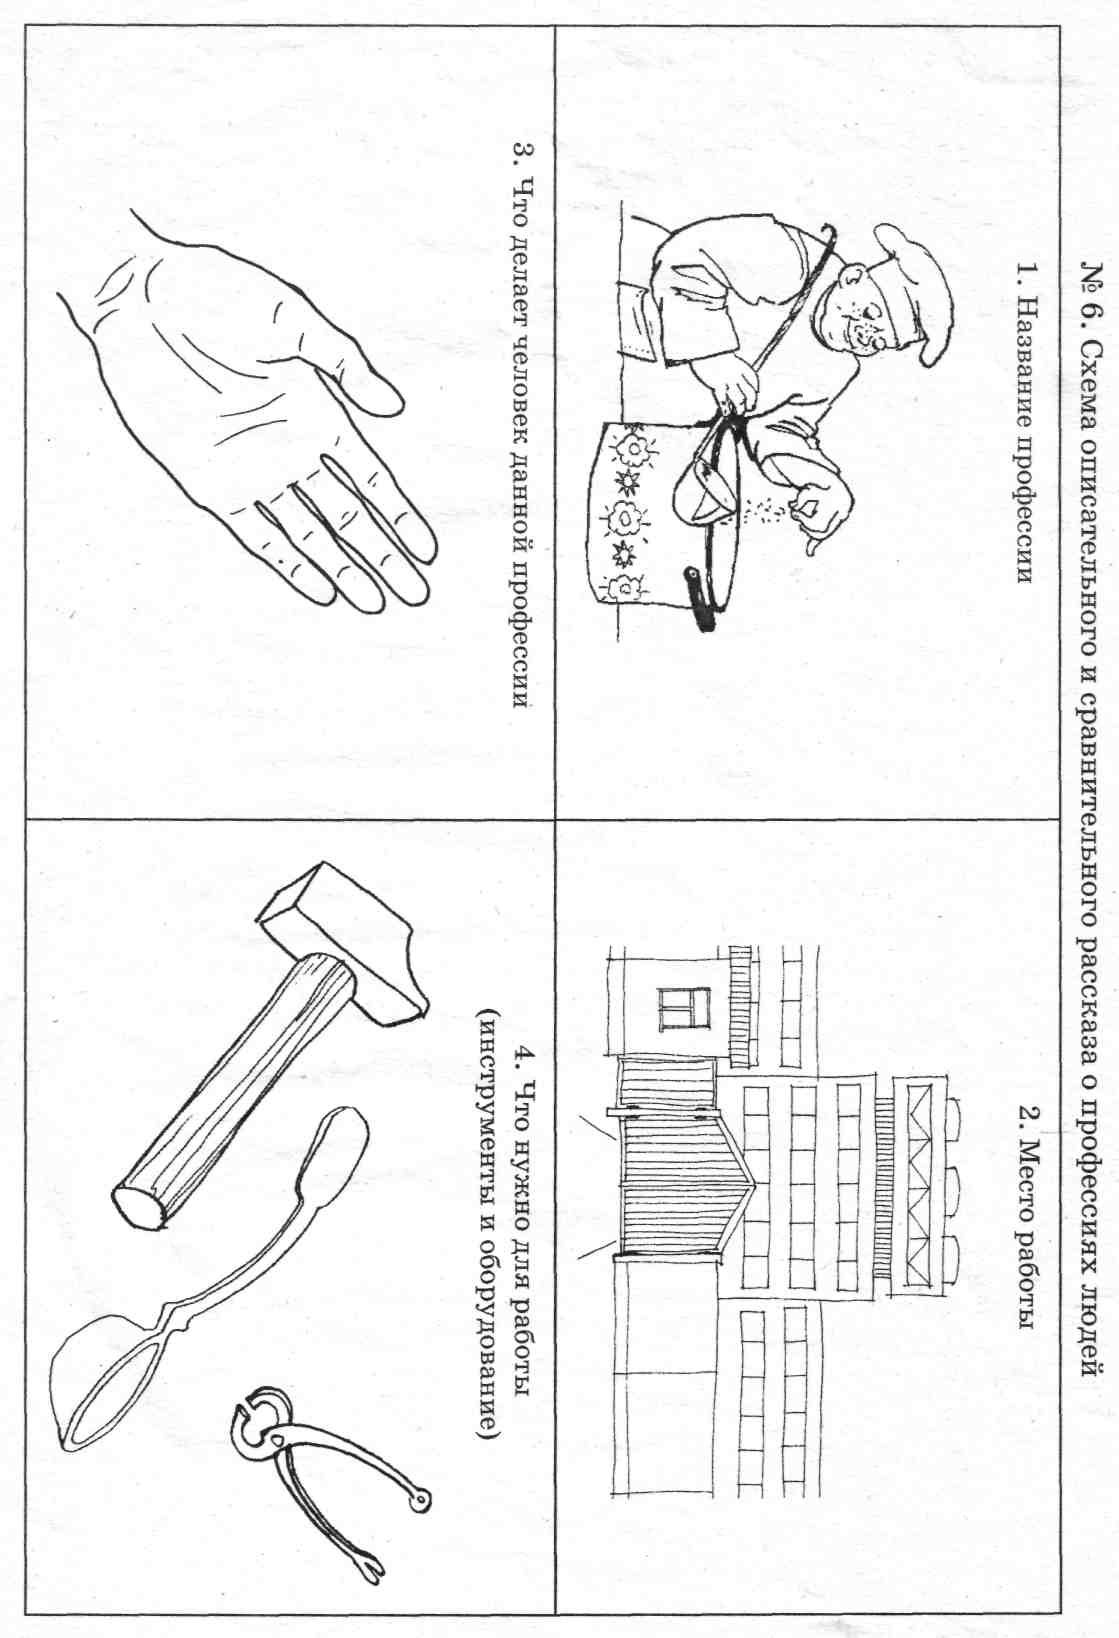 № 6. Схема описательного и сравнительного рассказа о профессиях людей
1. Название профессии
2. Место работы
3. Что делает человек данной профессии
4. Что нужно для работы
(инструменты и оборудование)